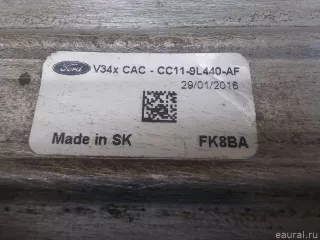 Ford V34x CAC - CC11-9L440-AF
29/01/2016
Made in SK FK8BA
eaural.ru